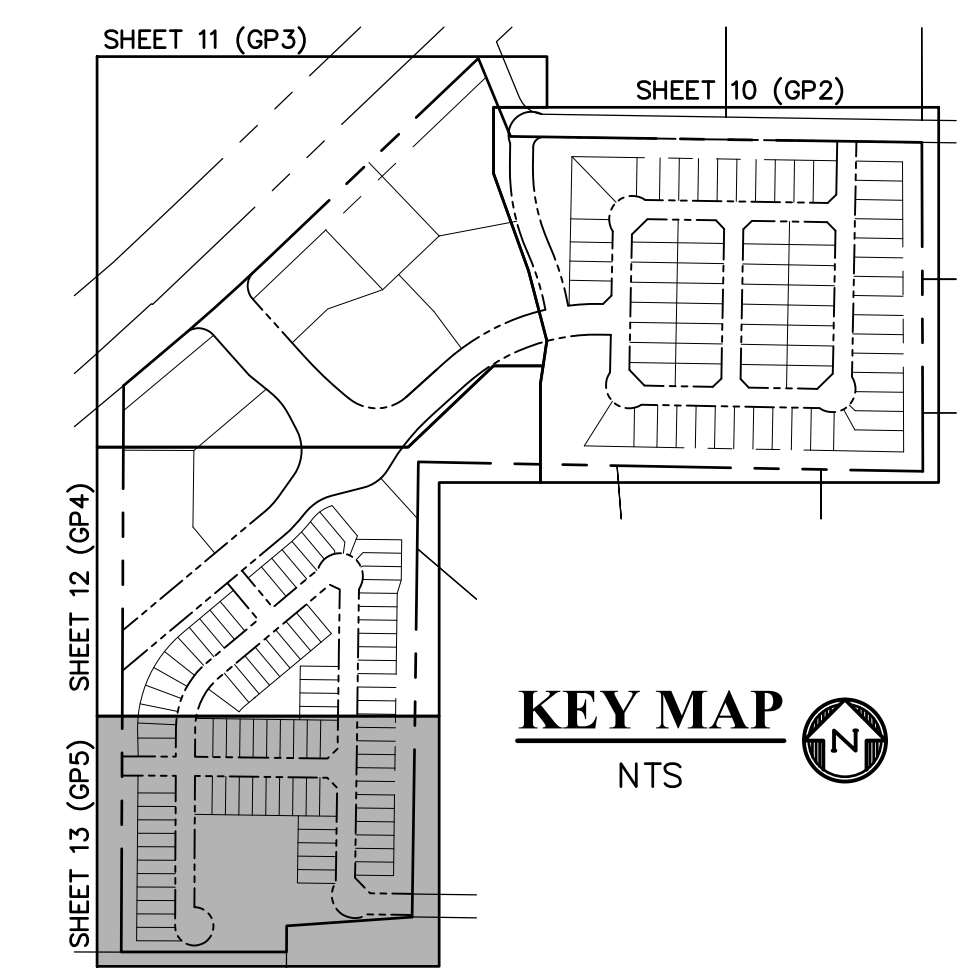 SHEET 11 (GP3)
SHEET 10 (GP2)
SHEET 12 (GP4)
KEY MAP
N
NTS
SHEET 13 (GP5)